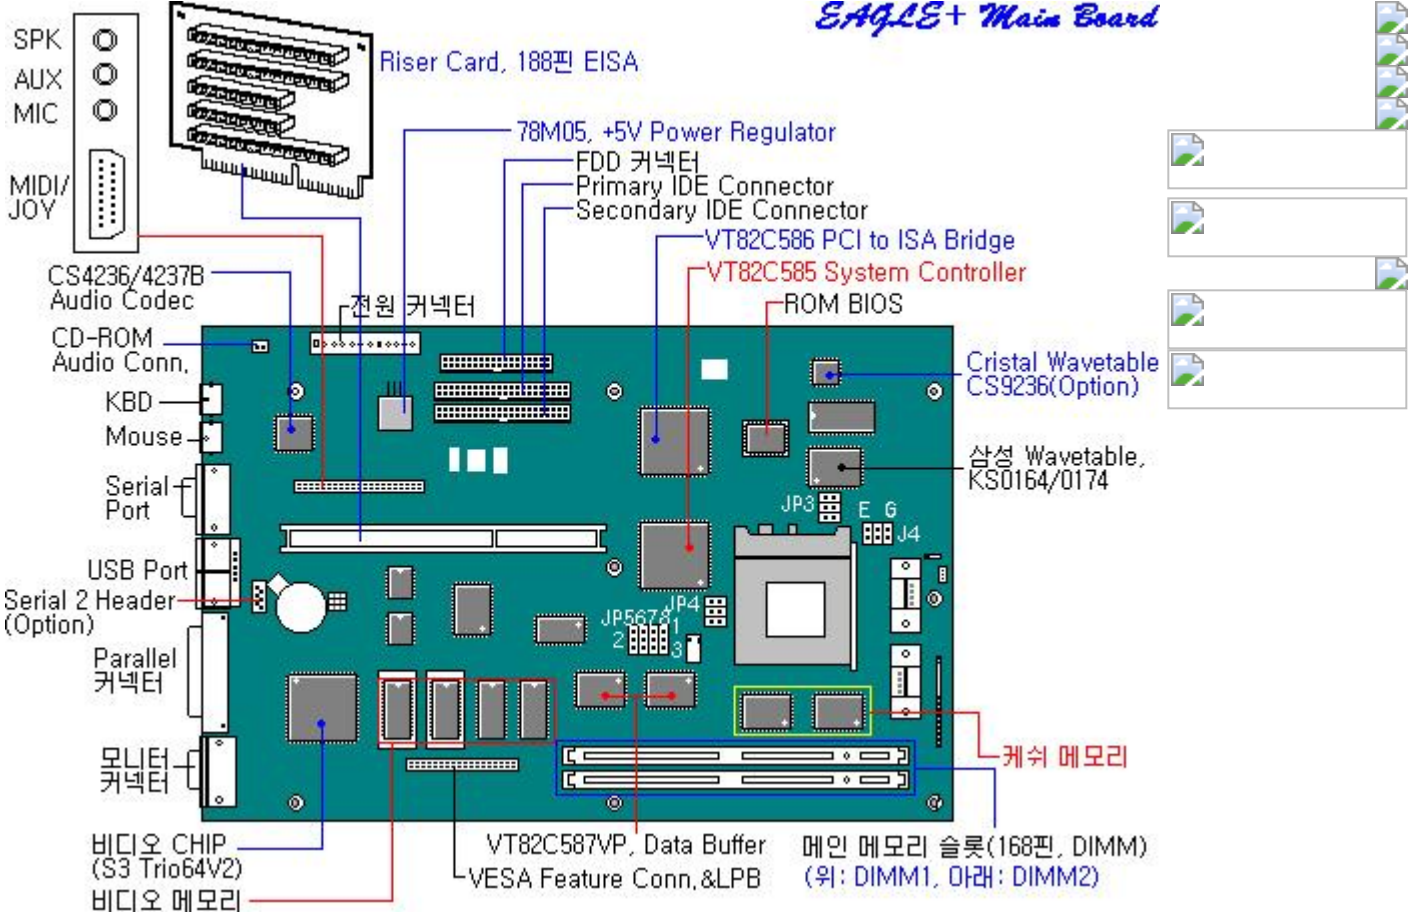 EAGLE+ Main Board
SPK
AUX
MIC
MIDI/
JOY
Riser Card, 188핀 EISA
78M05, +5V Power Regulator
FDD 커넥터
Primary IDE Connector
Secondary IDE Connector
VT82C586 PCI to ISA Bridge
VT82C585 System Controller
ROM BIOS
CS4236/4237B
Audio Codec
전원 커넥터
CD-ROM
Audio Conn,
KBD
Mouse
Serial
Port
USB Port
Serial 2 Header
(Option)
Parallel
커넥터
모니터
커넥터
비디오 CHIP
(S3 Trio64V2)
비디오 메모리
Cristal Wavetable
CS9236(Option)
삼성 Wavetable,
KS0164/0174
JP3
E G
J4
JP4
JP5678
1
2
3
케쉬 메모리
VT82C587VP, Data Buffer
VESA Feature Conn,&LPB
메인 메모리 슬롯(168핀, DIMM)
(위: DIMM1, 아래: DIMM2)